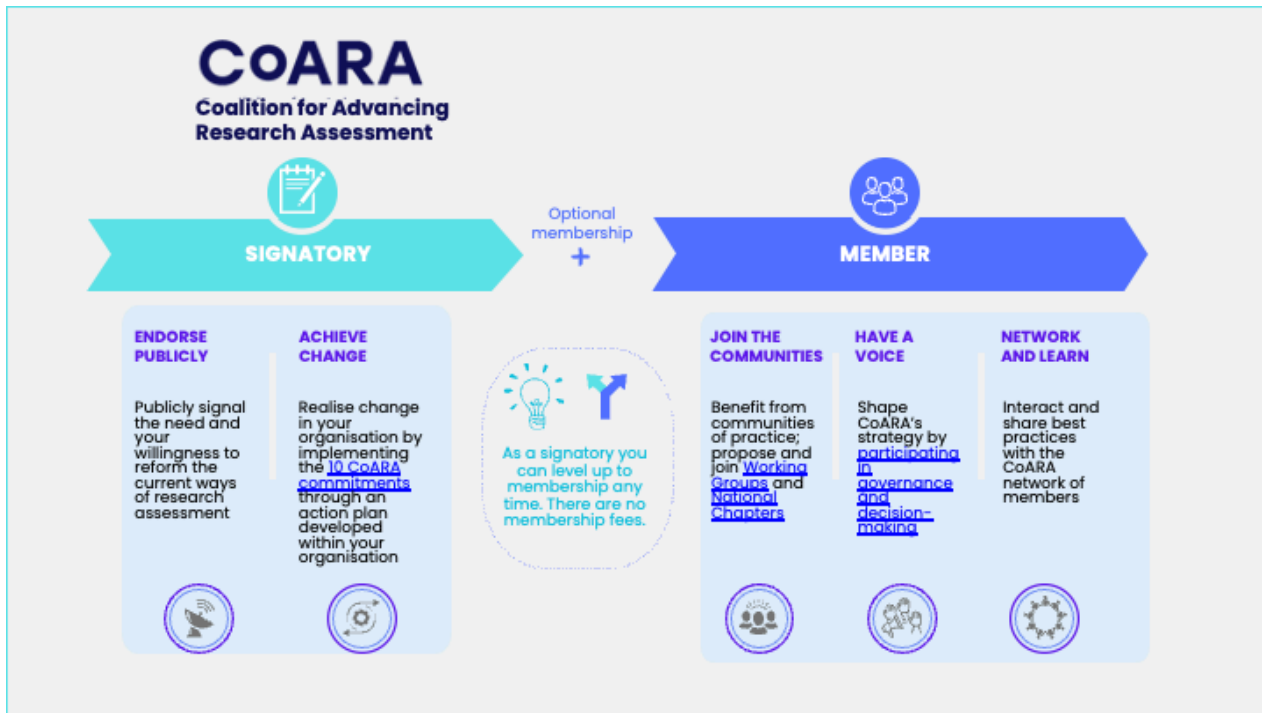 CoARA
Coalition for Advancing
Research Assessment
SIGNATORY
Optional
membership
+
MEMBER
ENDORSE
PUBLICLY
Publicly signal
the need and
your
willingness to
reform the
current ways
of research
assessment
ACHIEVE
CHANGE
Realise change
in your
organisation by
implementing
the 10 CoARA
commitments
through an
action plan
developed
within your
organisation
As a signatory you
can level up to
membership any
time. There are no
membership fees.
JOIN THE
COMMUNITIES
Benefit from
communities
of practice;
propose and
join Working
Groups and
National
Chapters
HAVE A
VOICE
Shape
CoARA's
strategy by
participating
in
governance
and
decision-
making
NETWORK
AND LEARN
Interact and
share best
practices
with the
CoARA
network of
members